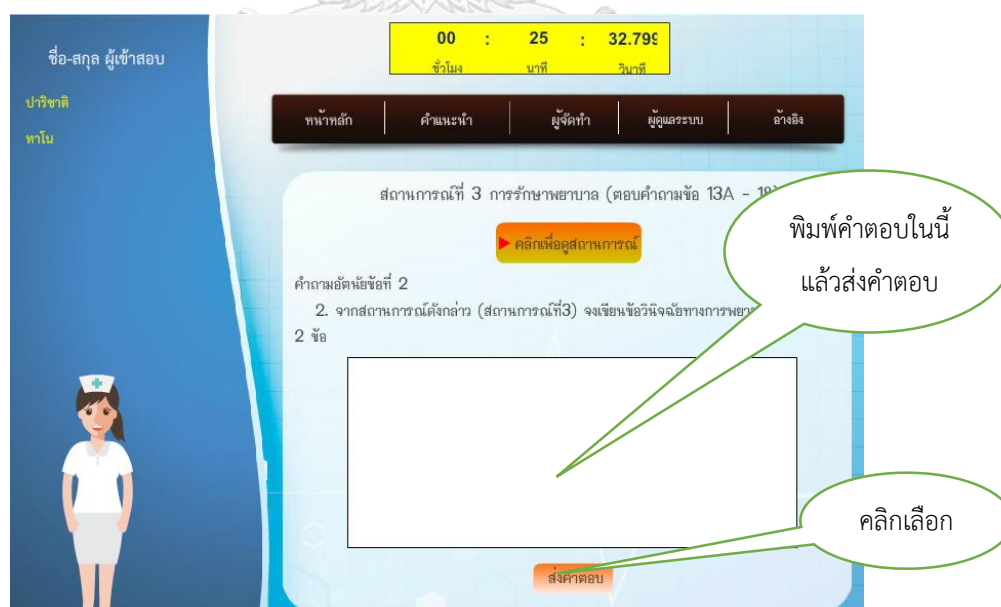 ชื่อ-สกุล ผู้เข้าสอบ
ปาริชาติ
ทาโน
00 : 25 : 32.799
ชั่วโมง นาที วินาที
หน้าหลัก คำแนะนำ ผู้จัดทำ ผู้ดูแลระบบ อ้างอิง
สถานการณ์ที่ 3 การรักษาพยาบาล (ตอบคำถามข้อ 13A -
คลิกเพื่อดูสถานการณ์
พิมพ์คำตอบในนี้
แล้วส่งคำตอบ
คำถามอัตนัยข้อที่ 2
2. จากสถานการณ์ดังกล่าว (สถานการณ์ที่3) จงเขียนข้อวินิจฉัยทางการพยา
2 ข้อ
คลิกเลือก
ส่งคำตอบ